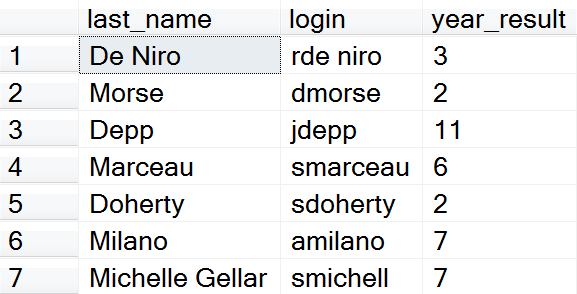 last_name login year_result
1 De Niro rde niro 3
2 Morse dmorse 2
3 Depp jdepp 11
4 Marceau smarceau 6
5 Doherty sdoherty 2
6 Milano amilano 7
7 Michelle Gellar smichell 7